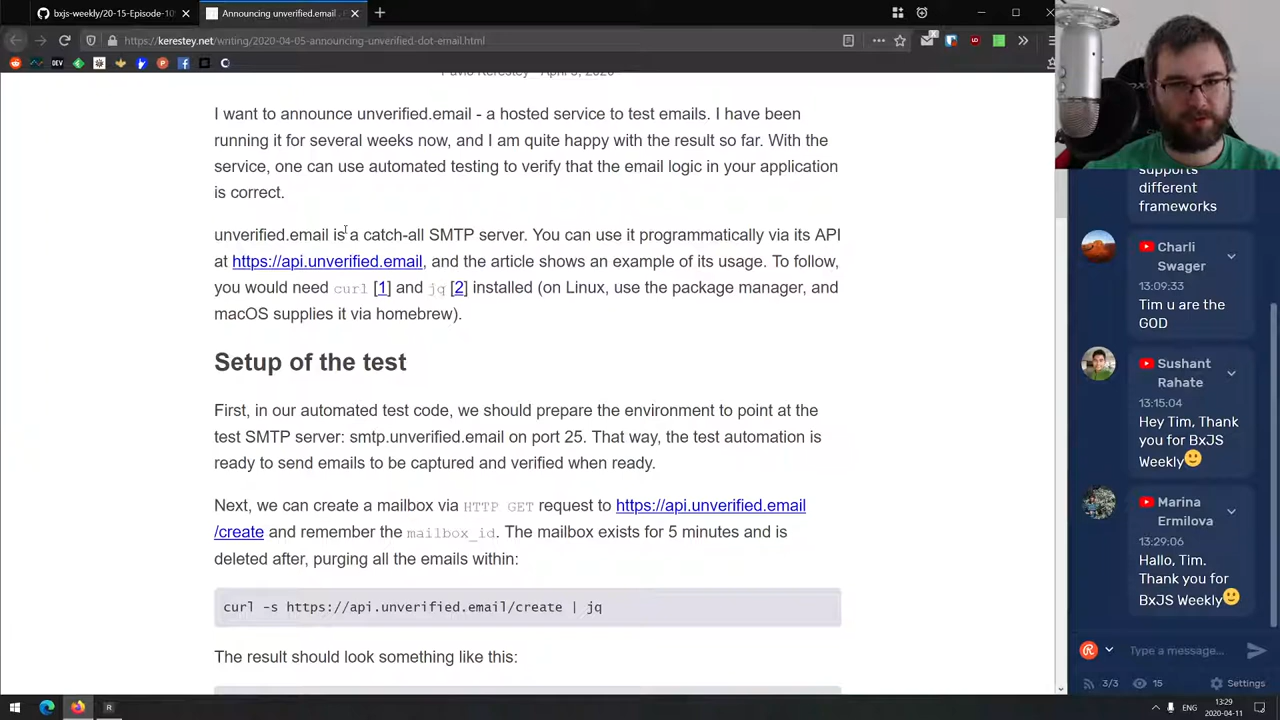 bxjs-weekly/20-15-Episode-10
Announcing unverified.email
https://kerestey.net/writing/2020-04-05-announcing-unverified-dot-email.html
I want to announce unverified.email - a hosted service to test emails. I have been
running it for several weeks now, and I am quite happy with the result so far. With the
service, one can use automated testing to verify that the email logic in your application
is correct.
unverified.email is a catch-all SMTP server. You can use it programmatically via its API
at https://api.unverified.email, and the article shows an example of its usage. To follow,
you would need curl [1] and jq [2] installed (on Linux, use the package manager, and
macOS supplies it via homebrew).
Setup of the test
First, in our automated test code, we should prepare the environment to point at the
test SMTP server: smtp.unverified.email on port 25. That way, the test automation is
ready to send emails to be captured and verified when ready.
Next, we can create a mailbox via HTTP GET request to https://api.unverified.email
/create and remember the mailbox_id. The mailbox exists for 5 minutes and is
deleted after, purging all the emails within:
curl -s https://api.unverified.email/create | jq
The result should look something like this:
supports
different
frameworks
Charli
Swager
13:09:33
Tim u are the
GOD
Sushant
Rahate
13:15:04
Hey Tim, Thank
you for BxJS
Weekly
Marina
Ermilova
13:29:06
Hallo, Tim.
Thank you for
BxJS Weekly
Type a message...
3/3
15
Settings
13:29
2020-04-11